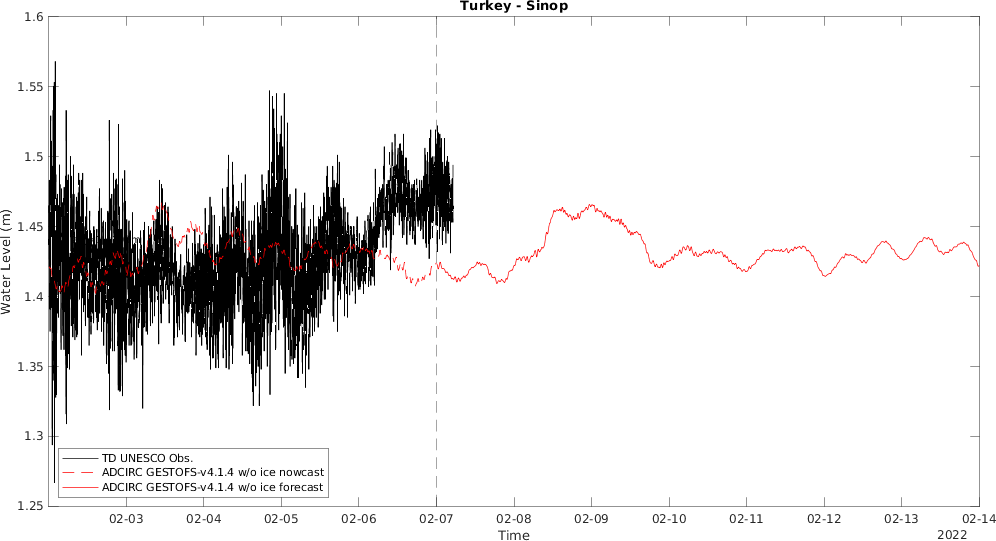 Turkey - Sinop
Water Level (m)
1.6
1.55
1.5
1.45
1.4
1.35
1.3
1.25
TD UNESCO Obs.
ADCIRC GESTOFS-v4.1.4 w/o ice nowcast
ADCIRC GESTOFS-v4.1.4 w/o ice forecast
02-03 02-04 02-05 02-06 02-07 02-08 02-09 02-10 02-11 02-12 02-13 02-14
Time
2022